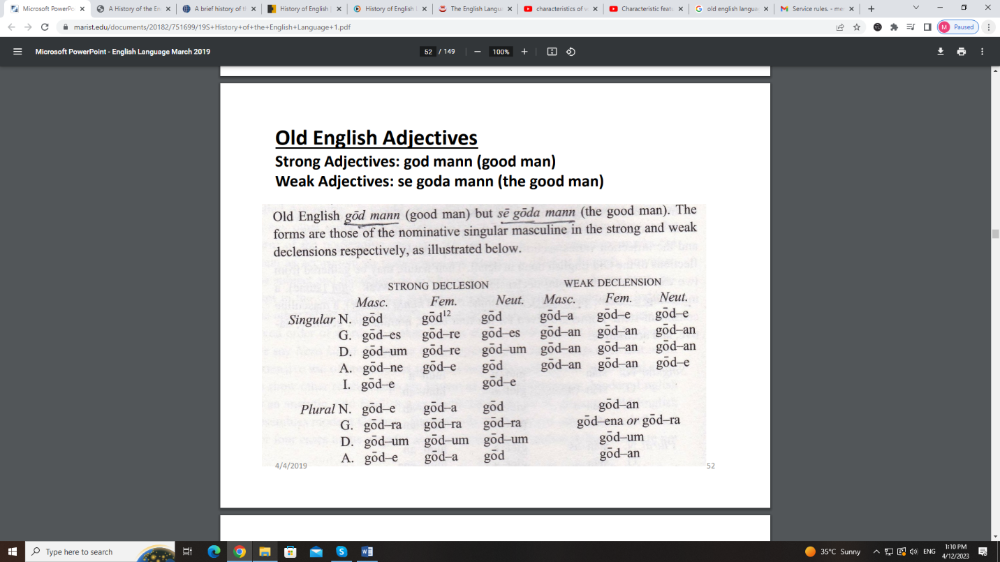 Microsoft PowerPo
A History of the En
A brief history of t
History of English
History of English
The English Langu
characteristics of v
Characteristic feat
old english langua
Service rules. - me
marist.edu/documents/20182/751699/19S+History+of+the+English+Language+1.pdf
M Paused
Microsoft PowerPoint - English Language March 2019
52 / 149
100%
Old English Adjectives
Strong Adjectives: god mann (good man)
Weak Adjectives: se goda mann (the good man)
Old English gōd mann (good man) but sē gōda mann (the good man). The
forms are those of the nominative singular masculine in the strong and weak
declensions respectively, as illustrated below.
STRONG DECLESION WEAK DECLENSION
Masc. Fem. Neut. Masc. Fem. Neut.
Singular N. gōd gōd12 gōd gōd–a gōd–e gōd–e
G. gōd–es gōd–re gōd–es gōd–an gōd–an gōd–an
D. gōd–um gōd–re gōd–um gōd–an gōd–an gōd–an
A. gōd–ne gōd–e gōd gōd–an gōd–an gōd–e
I. gōd–e gōd–e
Plural N. gōd–e gōd–a gōd gōd–an
G. gōd–ra gōd–ra gōd–ra gōd–ena or gōd–ra
D. gōd–um gōd–um gōd–um gōd–um
A. gōd–e gōd–a gōd gōd–an
4/4/2019
52
Type here to search
35°C Sunny
ENG
1:10 PM
4/12/2023